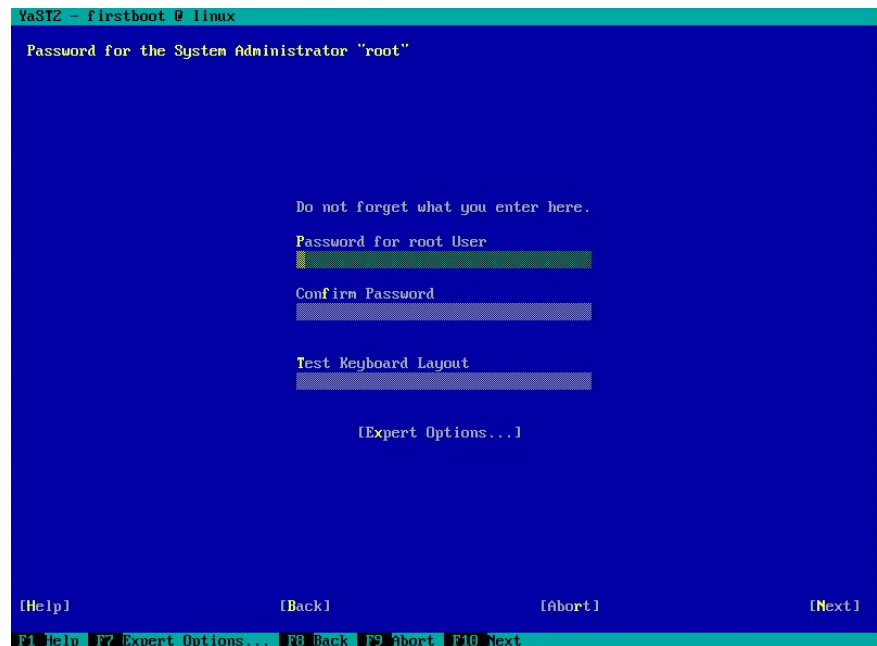 YaST2 - firstboot @ linux
Password for the System Administrator "root"
Do not forget what you enter here.
Password for root User
Confirm Password
Test Keyboard Layout
[Expert Options...]
[Help] [Back] [Abort] [Next]
F1 Help F7 Expert Options... F8 Back F9 Abort F10 Next